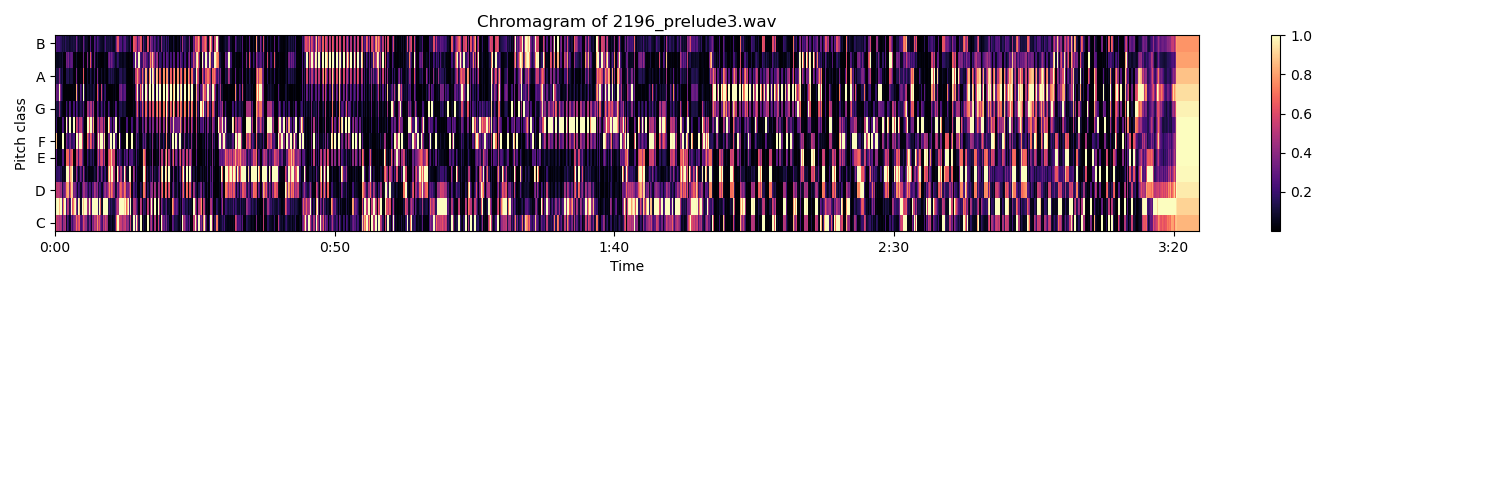 Chromagram of 2196_prelude3.wav
B
A
G
F
E
D
C
Pitch class
0:00 0:50 1:40 2:30 3:20
Time
1.0
0.8
0.6
0.4
0.2